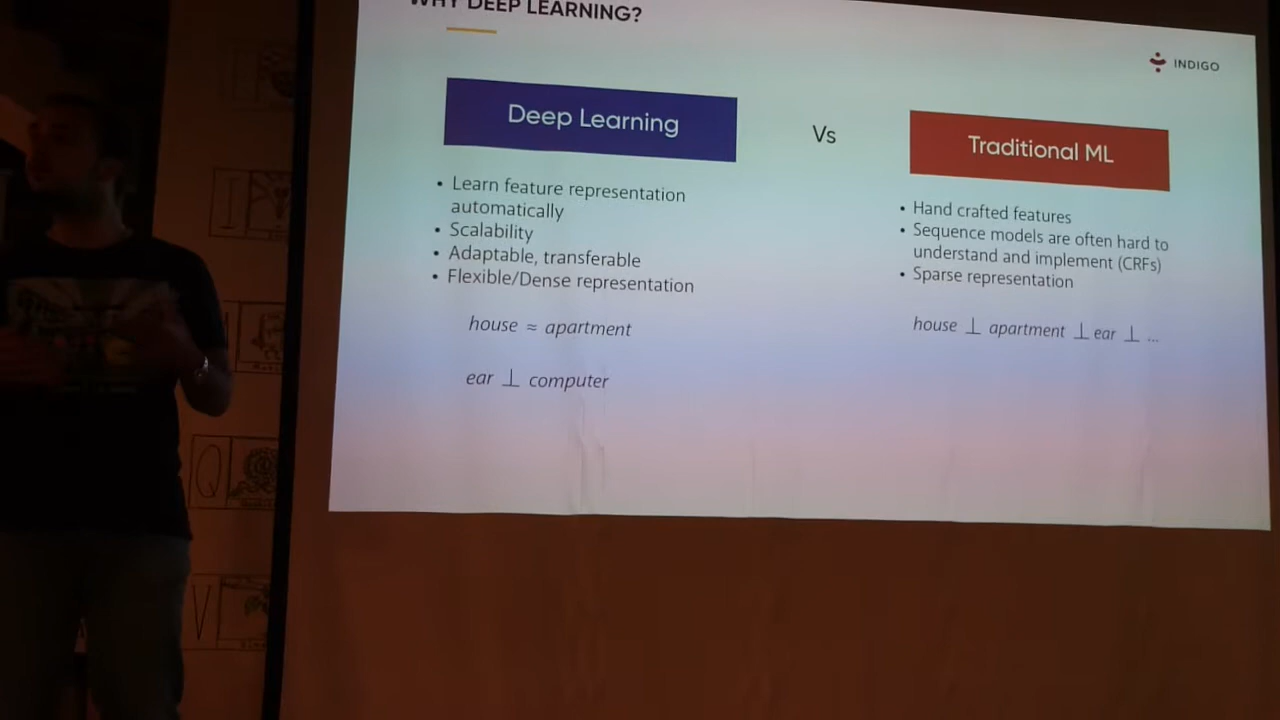 WHY DEEP LEARNING?
INDIGO
Deep Learning
Vs
Traditional ML
• Learn feature representation
automatically
• Scalability
• Adaptable, transferable
• Flexible/Dense representation
house ≈ apartment
ear ⊥ computer
• Hand crafted features
• Sequence models are often hard to
understand and implement (CRFs)
• Sparse representation
house ⊥ apartment ⊥ ear ⊥ ...
I
Q
V